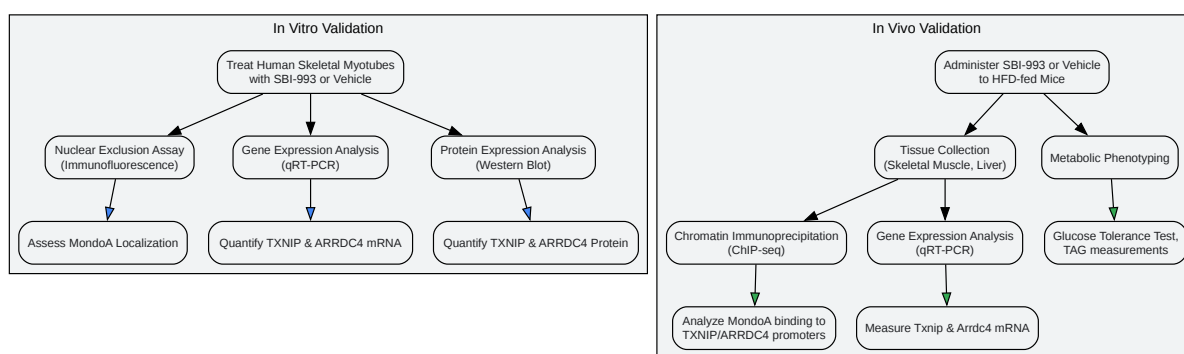 In Vitro Validation
Treat Human Skeletal Myotubes
with SBI-993 or Vehicle
Nuclear Exclusion Assay
(Immunofluorescence)
Gene Expression Analysis
(qRT-PCR)
Protein Expression Analysis
(Western Blot)
Assess MondoA Localization
Quantify TXNIP & ARRDC4 mRNA
Quantify TXNIP & ARRDC4 Protein
In Vivo Validation
Administer SBI-993 or Vehicle
to HFD-fed Mice
Tissue Collection
(Skeletal Muscle, Liver)
Metabolic Phenotyping
Chromatin Immunoprecipitation
(ChIP-seq)
Gene Expression Analysis
(qRT-PCR)
Glucose Tolerance Test,
TAG measurements
Analyze MondoA binding to
TXNIP/ARRDC4 promoters
Measure Txnip & Arrdc4 mRNA